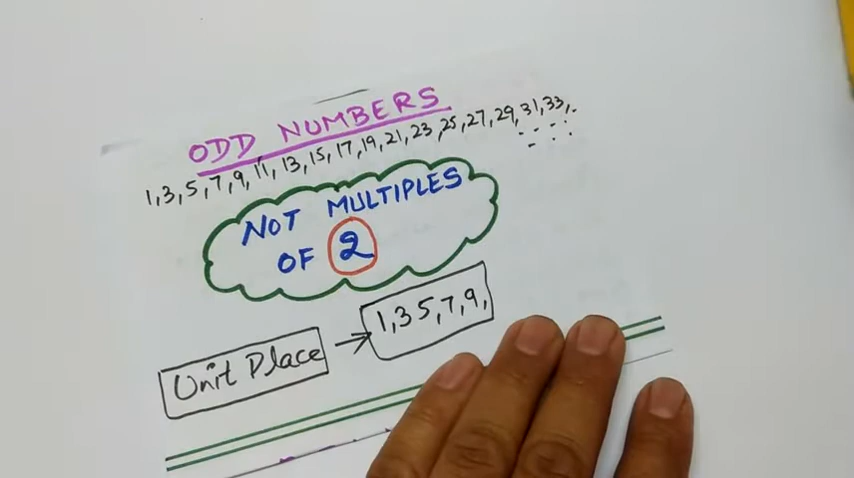 ODD NUMBERS
1,3,5,7,9,11,13,15,17,19,21,23,25,27,29,31,33,.
NOT MULTIPLES
OF 2
Unit Place → 1,3 5,7,9,